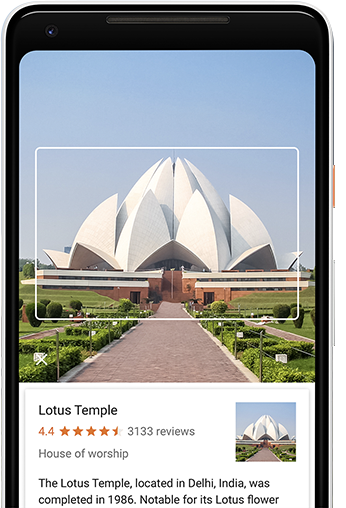 Lotus Temple
4.4 3133 reviews
House of worship
The Lotus Temple, located in Delhi, India, was
completed in 1986. Notable for its Lotus flower